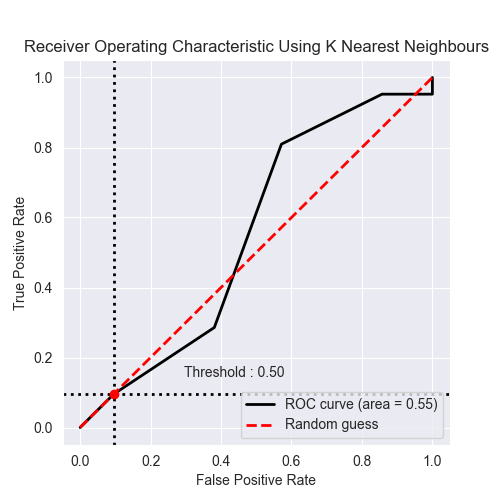 Receiver Operating Characteristic Using K Nearest Neighbours
1.0
0.8
0.6
0.4
0.2
0.0
True Positive Rate
Threshold : 0.50
ROC curve (area = 0.55)
Random guess
0.0 0.2 0.4 0.6 0.8 1.0
False Positive Rate